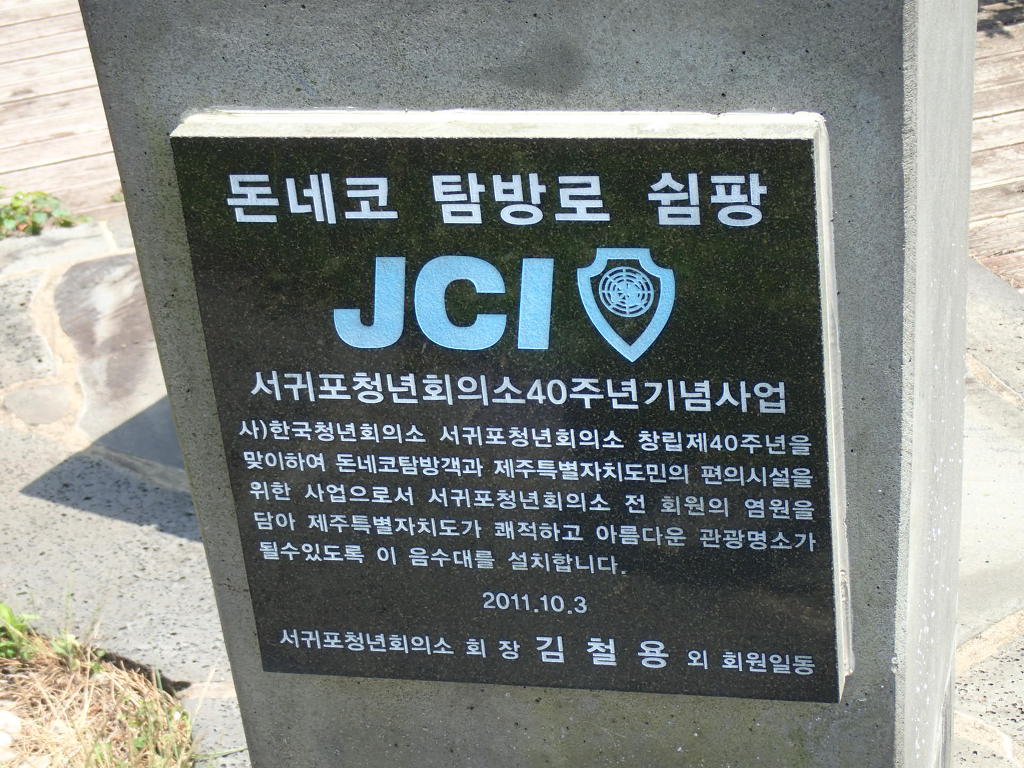 돈네코 탐방로 쉼팡
JCI
서귀포청년회의소40주년기념사업
사)한국청년회의소 서귀포청년회의소 창립제40주년을
맞이하여 돈네코탐방객과 제주특별자치도민의 편의시설을
위한 사업으로서 서귀포청년회의소 전 회원의 염원을
담아 제주특별자치도가 쾌적하고 아름다운 관광명소가
될수있도록 이 음수대를 설치합니다.
2011.10.3
서귀포청년회의소 회 장 김 철 용 외 회원일동